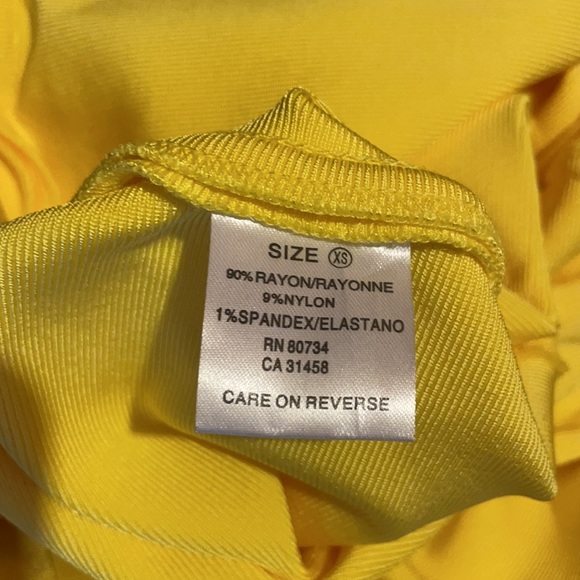 SIZE XS
90% RAYON/RAYONNE
9%NYLON
1%SPANDEX/ELASTANO
RN 80734
CA 31458
CARE ON REVERSE